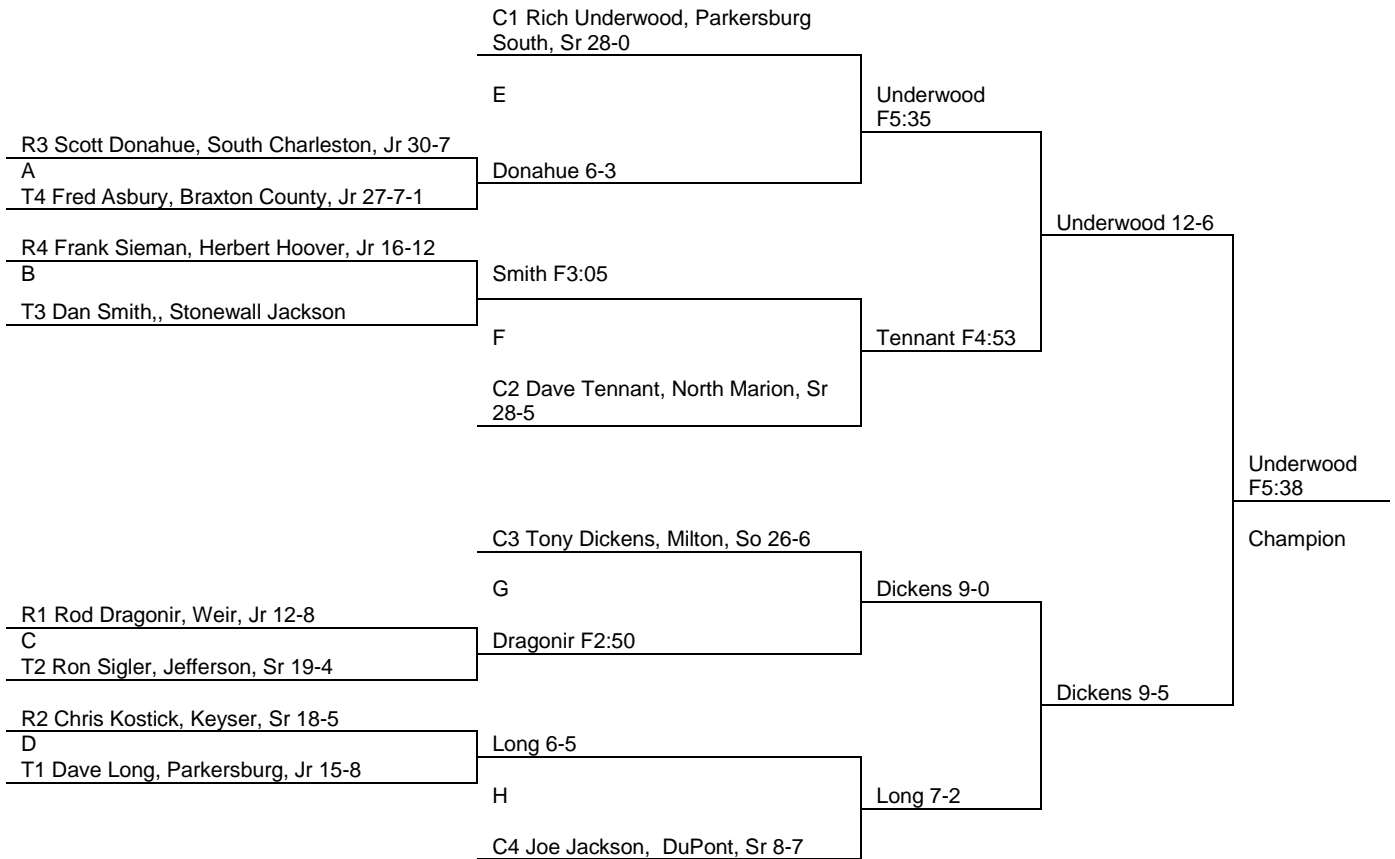 C1 Rich Underwood, Parkersburg
South, Sr 28-0
E
Underwood
F5:35
R3 Scott Donahue, South Charleston, Jr 30-7
A
Donahue 6-3
T4 Fred Asbury, Braxton County, Jr 27-7-1
Underwood 12-6
R4 Frank Sieman, Herbert Hoover, Jr 16-12
B
Smith F3:05
T3 Dan Smith,, Stonewall Jackson
F
Tennant F4:53
C2 Dave Tennant, North Marion, Sr
28-5
Underwood
F5:38
C3 Tony Dickens, Milton, So 26-6
Champion
G
Dickens 9-0
R1 Rod Dragonir, Weir, Jr 12-8
C
Dragonir F2:50
T2 Ron Sigler, Jefferson, Sr 19-4
Dickens 9-5
R2 Chris Kostick, Keyser, Sr 18-5
D
Long 6-5
T1 Dave Long, Parkersburg, Jr 15-8
H
Long 7-2
C4 Joe Jackson, DuPont, Sr 8-7